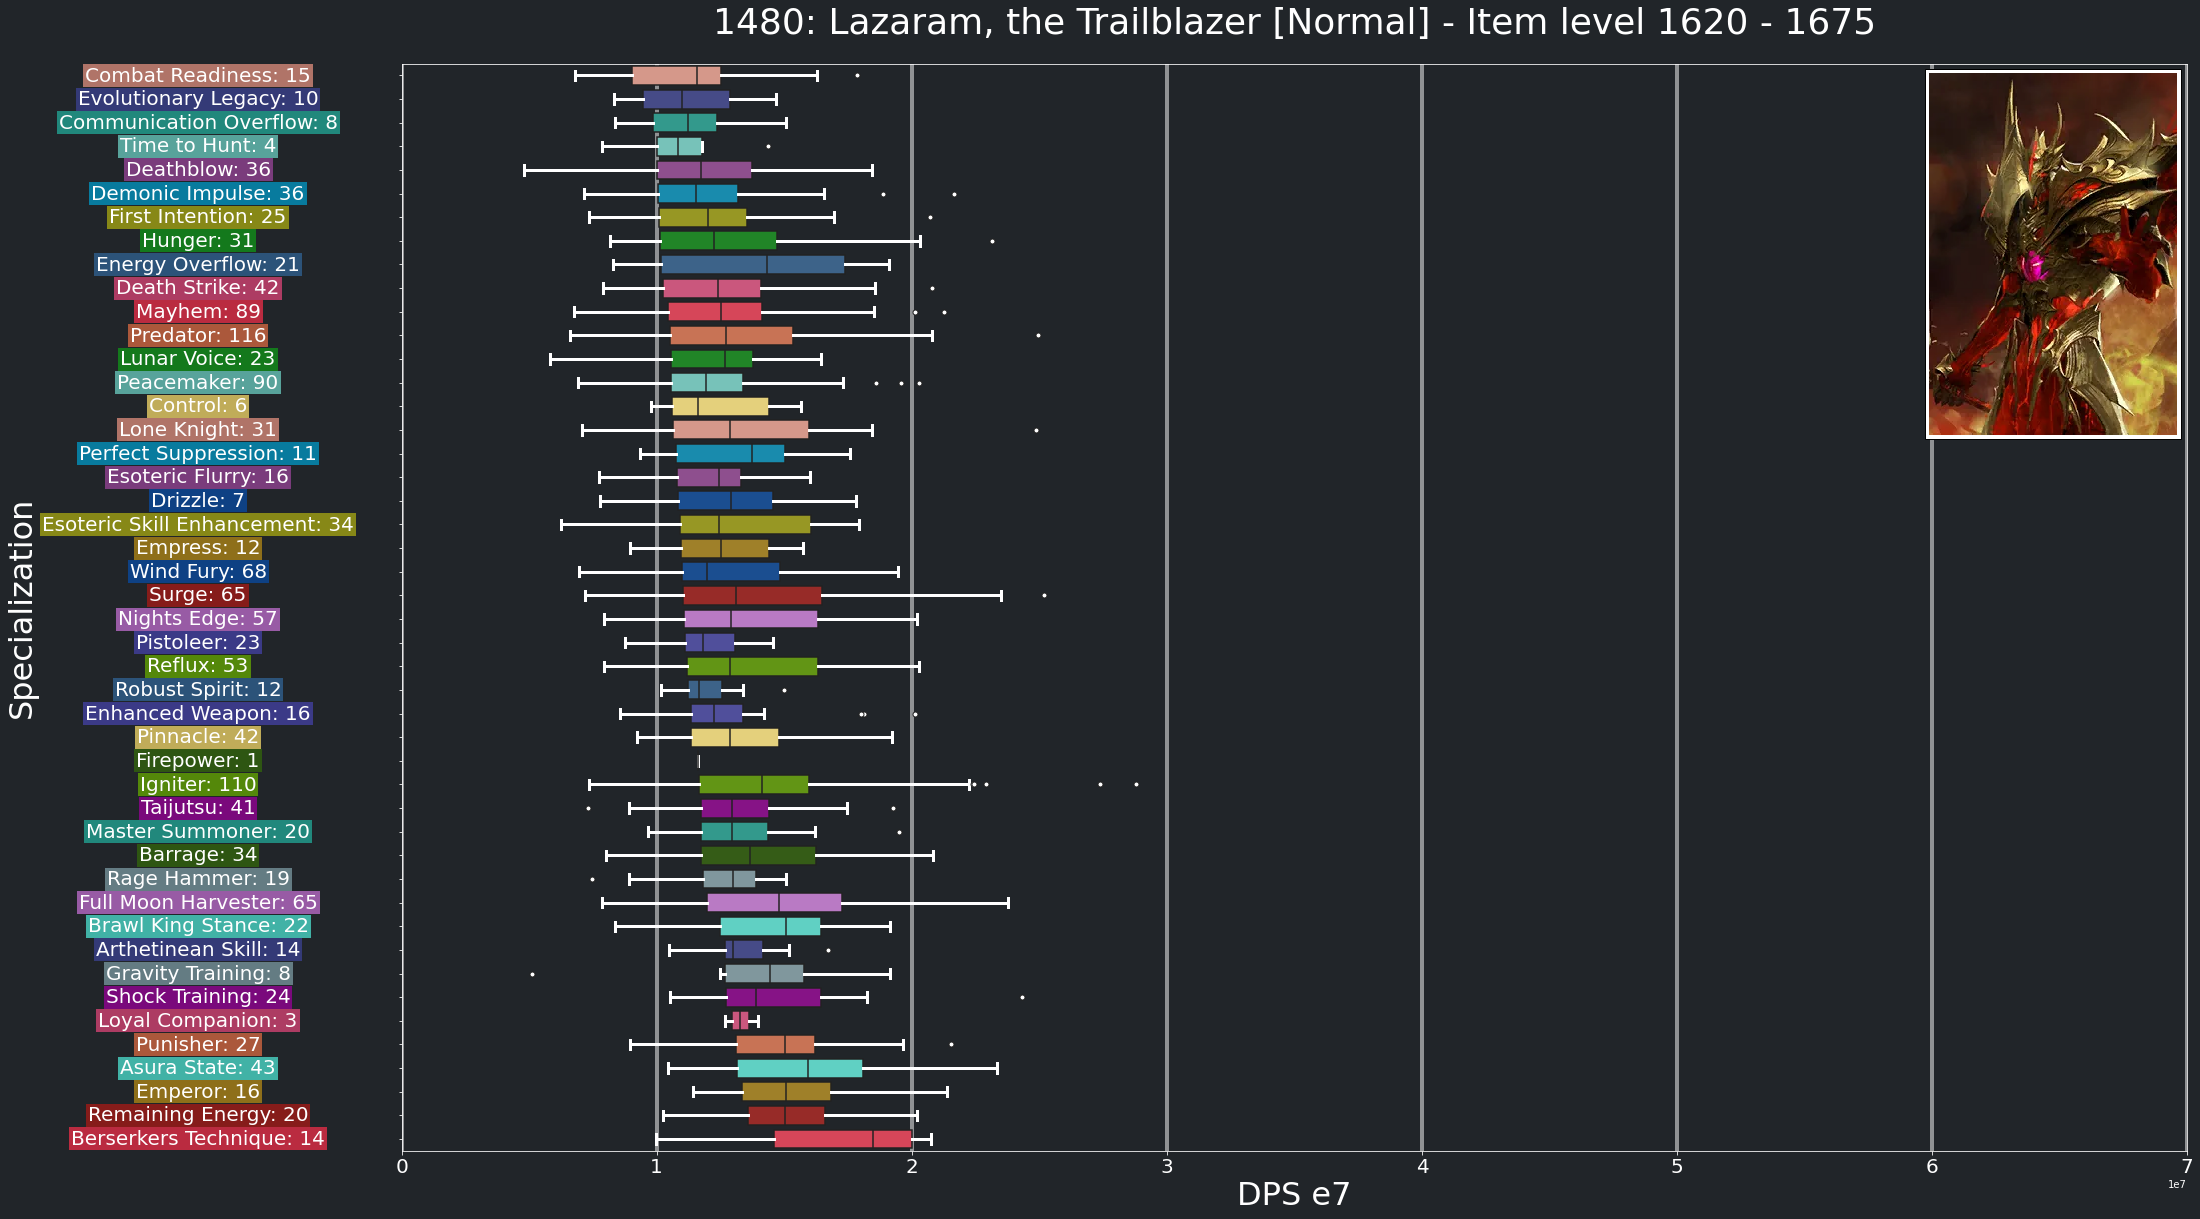 1480: Lazaram, the Trailblazer [Normal] - Item level 1620 - 1675
Combat Readiness: 15
Evolutionary Legacy: 10
Communication Overflow: 8
Time to Hunt: 4
Deathblow: 36
Demonic Impulse: 36
First Intention: 25
Hunger: 31
Energy Overflow: 21
Death Strike: 42
Mayhem: 89
Predator: 116
Lunar Voice: 23
Peacemaker: 90
Control: 6
Lone Knight: 31
Perfect Suppression: 11
Esoteric Flurry: 16
Drizzle: 7
Esoteric Skill Enhancement: 34
Empress: 12
Wind Fury: 68
Surge: 65
Nights Edge: 57
Pistoleer: 23
Reflux: 53
Robust Spirit: 12
Enhanced Weapon: 16
Pinnacle: 42
Firepower: 1
Igniter: 110
Taijutsu: 41
Master Summoner: 20
Barrage: 34
Rage Hammer: 19
Full Moon Harvester: 65
Brawl King Stance: 22
Arthetinean Skill: 14
Gravity Training: 8
Shock Training: 24
Loyal Companion: 3
Punisher: 27
Asura State: 43
Emperor: 16
Remaining Energy: 20
Berserkers Technique: 14
Specialization
0 1 2 3 4 5 6 7
1e7
DPS e7